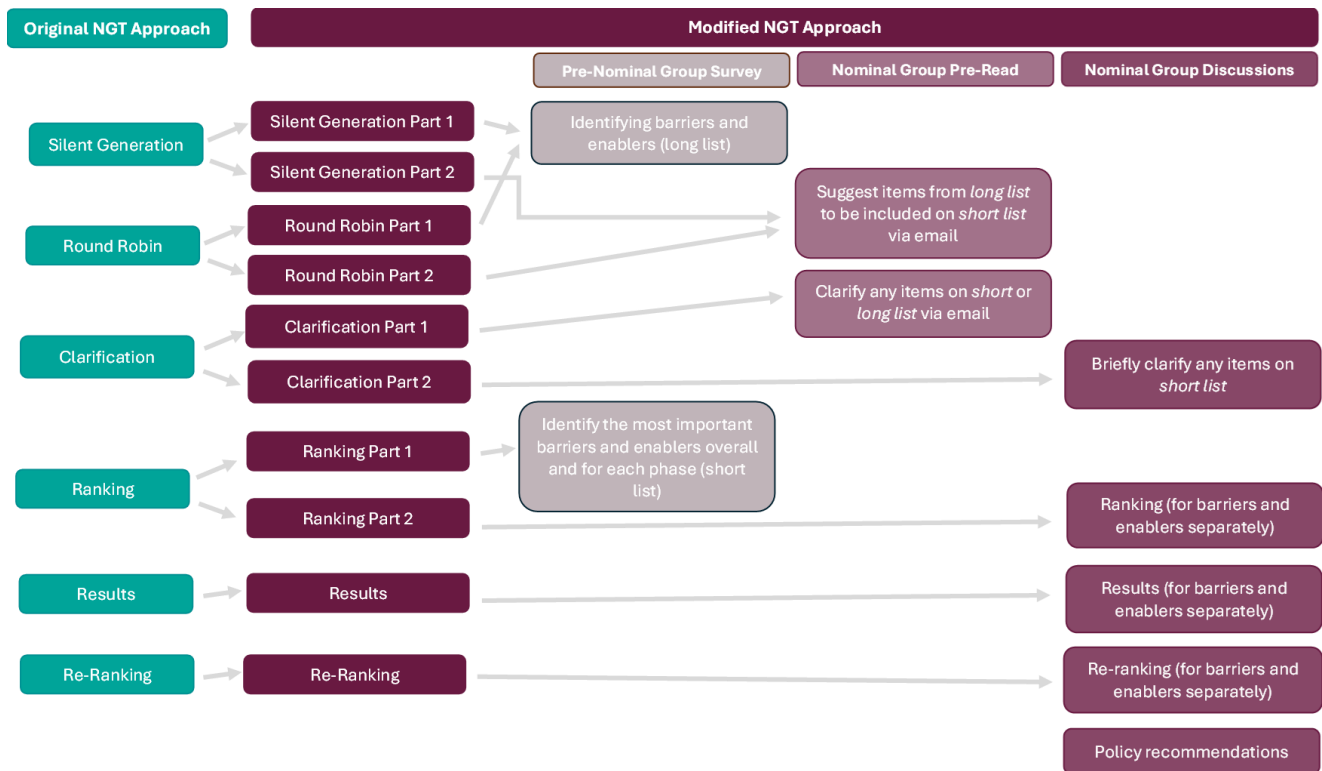 Original NGT Approach
Modified NGT Approach
Pre-Nominal Group Survey
Nominal Group Pre-Read
Nominal Group Discussions
Silent Generation
Silent Generation Part 1
Silent Generation Part 2
Identifying barriers and
enablers (long list)
Suggest items from long list
to be included on short list
via email
Round Robin
Round Robin Part 1
Round Robin Part 2
Clarify any items on short or
long list via email
Clarification
Clarification Part 1
Clarification Part 2
Briefly clarify any items on
short list
Ranking
Ranking Part 1
Ranking Part 2
Identify the most important
barriers and enablers overall
and for each phase (short
list)
Ranking (for barriers and
enablers separately)
Results
Results
Results (for barriers and
enablers separately)
Re-Ranking
Re-Ranking
Re-ranking (for barriers and
enablers separately)
Policy recommendations